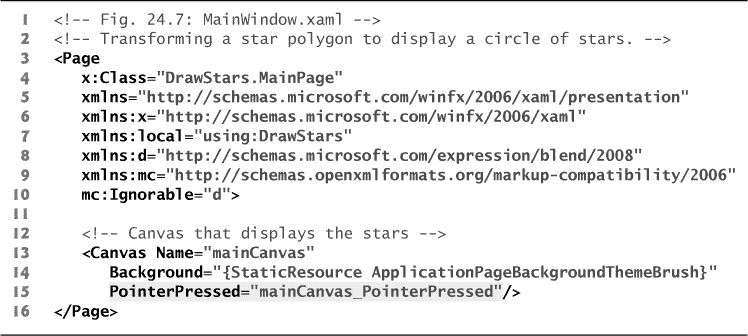 1 <!-- Fig. 24.7: MainWindow.xaml -->
2 <!-- Transforming a star polygon to display a circle of stars. -->
3 <Page
4 x:Class="DrawStars.MainPage"
5 xmlns="http://schemas.microsoft.com/winfx/2006/xaml/presentation"
6 xmlns:x="http://schemas.microsoft.com/winfx/2006/xaml"
7 xmlns:local="using:DrawStars"
8 xmlns:d="http://schemas.microsoft.com/expression/blend/2008"
9 xmlns:mc="http://schemas.openxmlformats.org/markup-compatibility/2006"
10 mc:Ignorable="d">
11
12 <!-- Canvas that displays the stars -->
13 <Canvas Name="mainCanvas"
14 Background="{StaticResource ApplicationPageBackgroundThemeBrush}"
15 PointerPressed="mainCanvas_PointerPressed"/>
16 </Page>